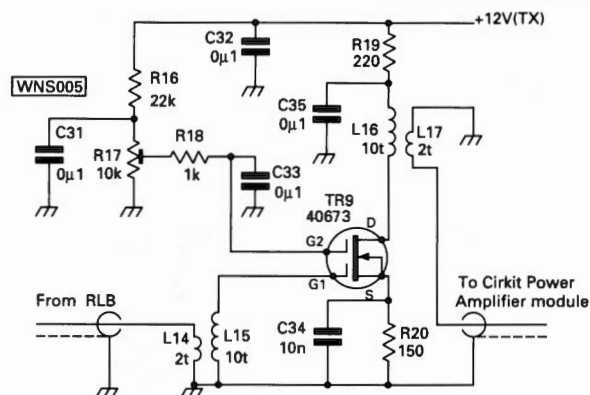 +12V(TX)
C32
0µ1
R19
220
WNS005
R16
22k
C35
0µ1
L16
10t
L17
2t
C31
0µ1
R17
10k
R18
1k
C33
0µ1
TR9
40673
D
G2
G1
S
From RLB
To Cirkit Power
Amplifier module
L14
2t
L15
10t
C34
10n
R20
150